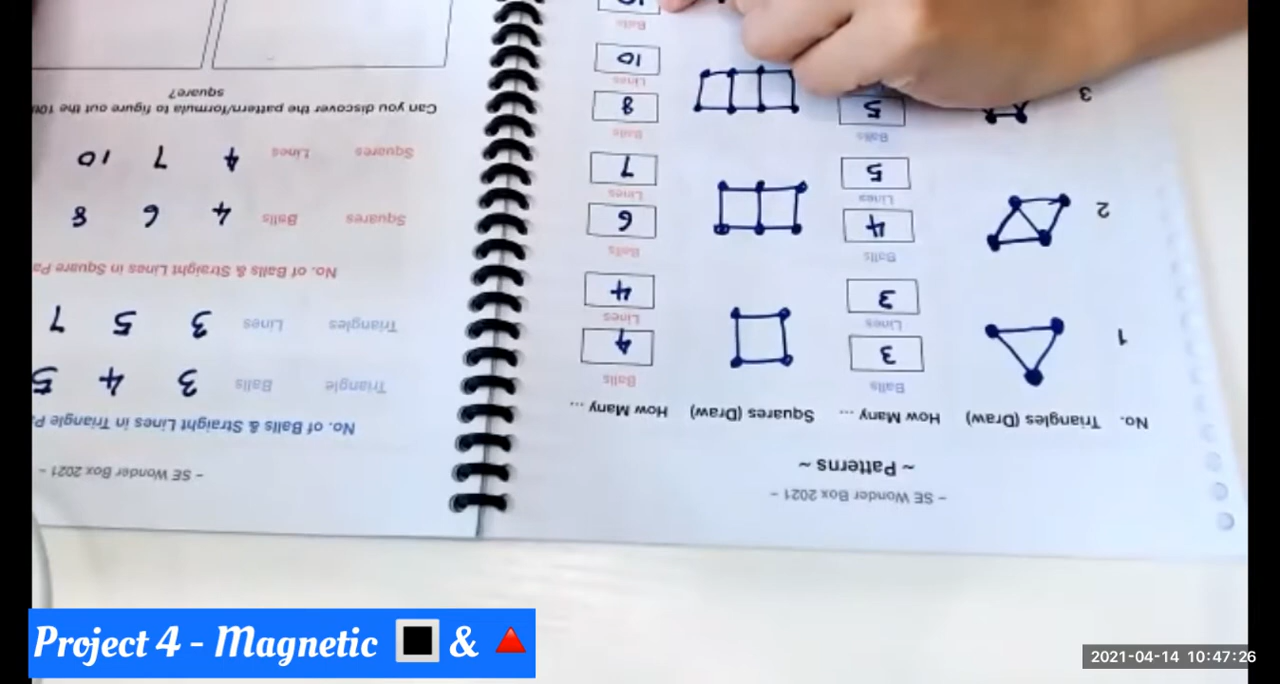 ~ SE Wonder Box 2021 ~
~ Patterns ~
No. Triangles (Draw) How Many ... Squares (Draw) How Many ...
Balls Balls
3 4
1 Lines Lines
3 4
Balls Balls
4 6
2 Lines Lines
5 7
Balls Balls
3 5 8
Lines
10
Balls
10
~ SE Wonder Box 2021 ~
No. of Balls & Straight Lines in Triangle
Triangle Balls 3 4 5
Triangles Lines 3 5 7
No. of Balls & Straight Lines in Square
Squares Balls 4 6 8
Squares Lines 4 7 10
Can you discover the pattern/formula to figure out the
square?
Project 4 - Magnetic &
2021-04-14 10:47:26